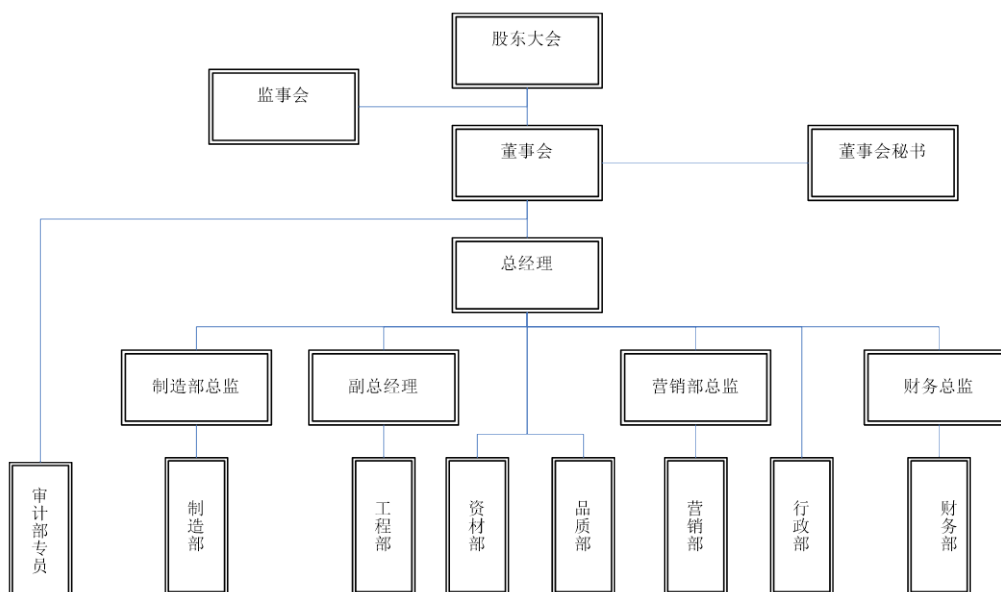 股东大会
监事会
董事会
董事会秘书
总经理
制造部总监
副总经理
营销部总监
财务总监
审计部专员
制造部
工程部
资材部
品质部
营销部
行政部
财务部